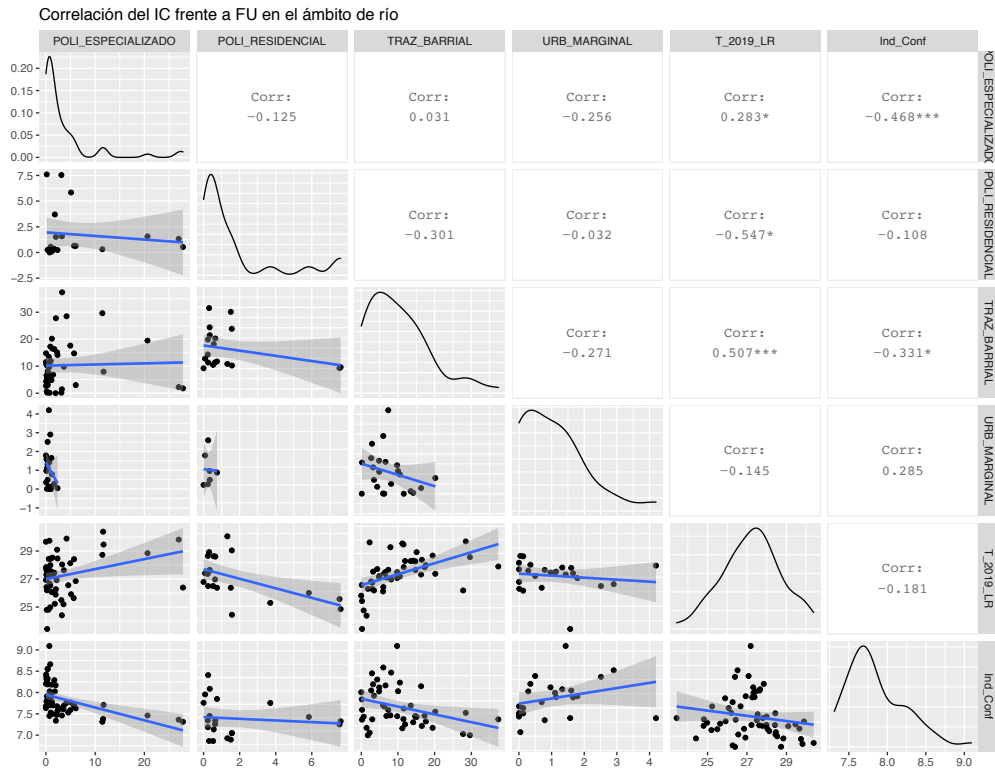 Correlación del IC frente a FU en el ámbito de río
POLI_ESPECIALIZADO POLI_RESIDENCIAL TRAZ_BARRIAL URB_MARGINAL T_2019_LR Ind_Conf
0.20
0.15
0.10
0.05
0.00
Corr:
-0.125
Corr:
0.031
Corr:
-0.256
Corr:
0.283*
Corr:
-0.468***
POLI_ESPECIALIZADO
7.5
5.0
2.5
0.0
-2.5
Corr:
-0.301
Corr:
-0.032
Corr:
-0.547*
Corr:
-0.108
POLI_RESIDENCIAL
30
20
10
0
Corr:
-0.271
Corr:
0.507***
Corr:
-0.331*
TRAZ_BARRIAL
4
3
2
1
0
-1
Corr:
-0.145
Corr:
0.285
URB_MARGINAL
29
27
25
Corr:
-0.181
T_2019_LR
9.0
8.5
8.0
7.5
7.0
Ind_Conf
0 10 20 0 2 4 6 0 10 20 30 0 1 2 3 4 25 27 29 7.5 8.0 8.5 9.0